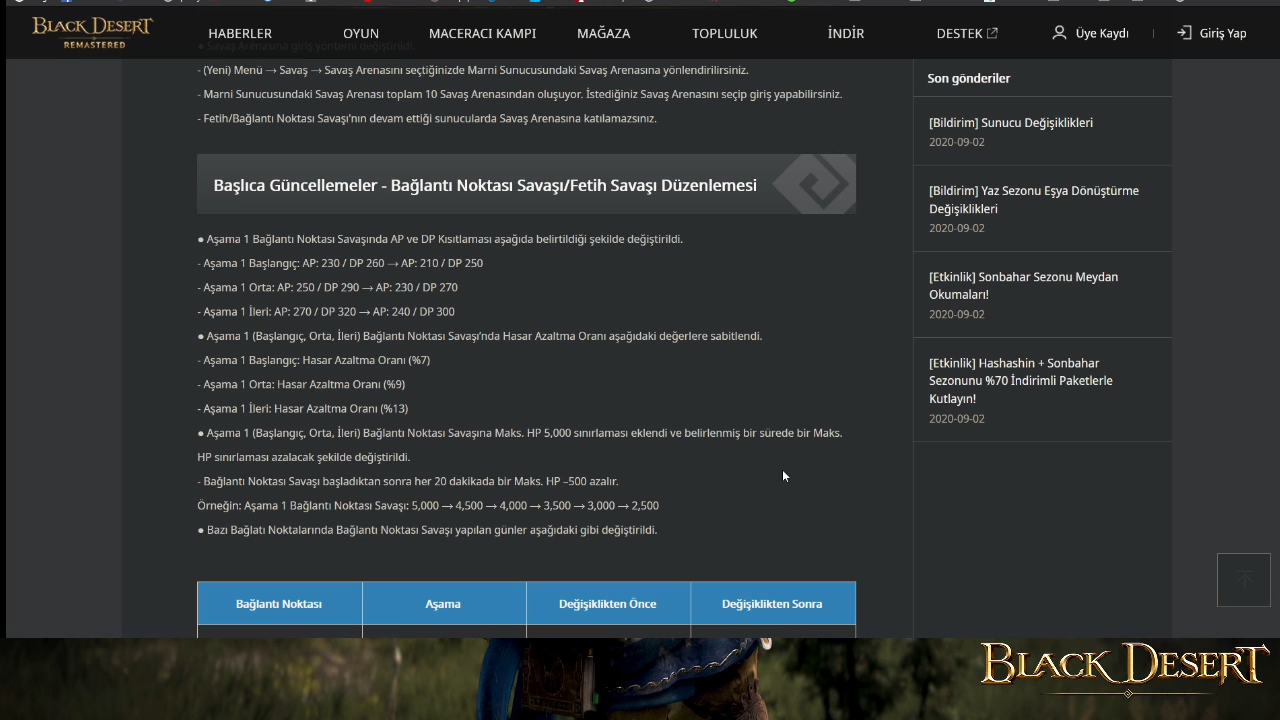 BLACK DESERT
REMASTERED
HABERLER
OYUN
MACERACI KAMPI
MAĞAZA
TOPLULUK
İNDİR
DESTEK
Üye Kaydı
Giriş Yap
● Savaş Arenasına giriş yöntemi değiştirildi.
- (Yeni) Menü → Savaş → Savaş Arenasını seçtiğinizde Marni Sunucusundaki Savaş Arenasına yönlendirilirsiniz.
- Marni Sunucusundaki Savaş Arenası toplam 10 Savaş Arenasından oluşuyor. İstediğiniz Savaş Arenasını seçip giriş yapabilirsiniz.
- Fetih/Bağlantı Noktası Savaşı'nın devam ettiği sunucularda Savaş Arenasına katılamazsınız.
Başlıca Güncellemeler - Bağlantı Noktası Savaşı/Fetih Savaşı Düzenlemesi
● Aşama 1 Bağlantı Noktası Savaşında AP ve DP Kısıtlaması aşağıda belirtildiği şekilde değiştirildi.
- Aşama 1 Başlangıç: AP: 230 / DP 260 → AP: 210 / DP 250
- Aşama 1 Orta: AP: 250 / DP 290 → AP: 230 / DP 270
- Aşama 1 İleri: AP: 270 / DP 320 → AP: 240 / DP 300
● Aşama 1 (Başlangıç, Orta, İleri) Bağlantı Noktası Savaşı'nda Hasar Azaltma Oranı aşağıdaki değerlere sabitlendi.
- Aşama 1 Başlangıç: Hasar Azaltma Oranı (%7)
- Aşama 1 Orta: Hasar Azaltma Oranı (%9)
- Aşama 1 İleri: Hasar Azaltma Oranı (%13)
● Aşama 1 (Başlangıç, Orta, İleri) Bağlantı Noktası Savaşına Maks. HP 5,000 sınırlaması eklendi ve belirlenmiş bir sürede bir Maks.
HP sınırlaması azalacak şekilde değiştirildi.
- Bağlantı Noktası Savaşı başladıktan sonra her 20 dakikada bir Maks. HP –500 azalır.
Örneğin: Aşama 1 Bağlantı Noktası Savaşı: 5,000 → 4,500 → 4,000 → 3,500 → 3,000 → 2,500
● Bazı Bağlatı Noktalarında Bağlantı Noktası Savaşı yapılan günler aşağıdaki gibi değiştirildi.
Bağlantı Noktası
Aşama
Değişiklikten Önce
Değişiklikten Sonra
Son gönderiler
[Bildirim] Sunucu Değişiklikleri
2020-09-02
[Bildirim] Yaz Sezonu Eşya Dönüştürme
Değişiklikleri
2020-09-02
[Etkinlik] Sonbahar Sezonu Meydan
Okumaları!
2020-09-02
[Etkinlik] Hashashin + Sonbahar
Sezonunu %70 İndirimli Paketlerle
Kutlayın!
2020-09-02
BLACK DESERT